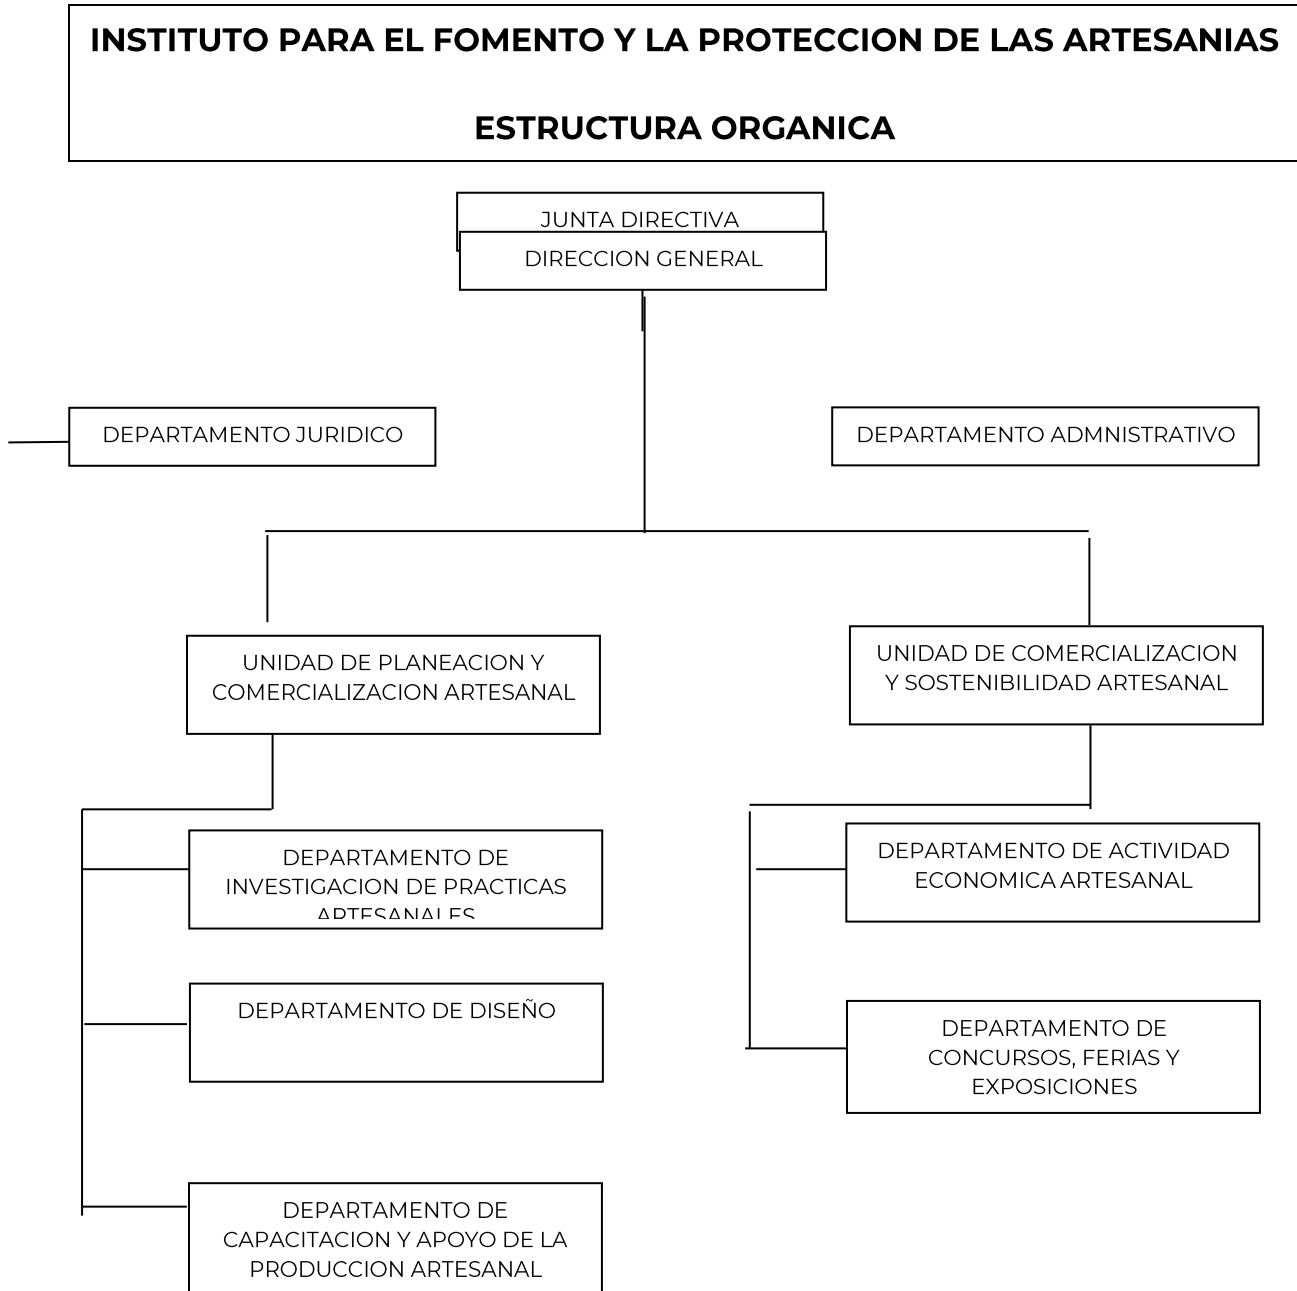 INSTITUTO PARA EL FOMENTO Y LA PROTECCION DE LAS ARTESANIAS
ESTRUCTURA ORGANICA
JUNTA DIRECTIVA
DIRECCION GENERAL
DEPARTAMENTO JURIDICO
DEPARTAMENTO ADMNISTRATIVO
UNIDAD DE PLANEACION Y
COMERCIALIZACION ARTESANAL
UNIDAD DE COMERCIALIZACION
Y SOSTENIBILIDAD ARTESANAL
DEPARTAMENTO DE
INVESTIGACION DE PRACTICAS
ARTESANALES
DEPARTAMENTO DE ACTIVIDAD
ECONOMICA ARTESANAL
DEPARTAMENTO DE DISEÑO
DEPARTAMENTO DE
CONCURSOS, FERIAS Y
EXPOSICIONES
DEPARTAMENTO DE
CAPACITACION Y APOYO DE LA
PRODUCCION ARTESANAL